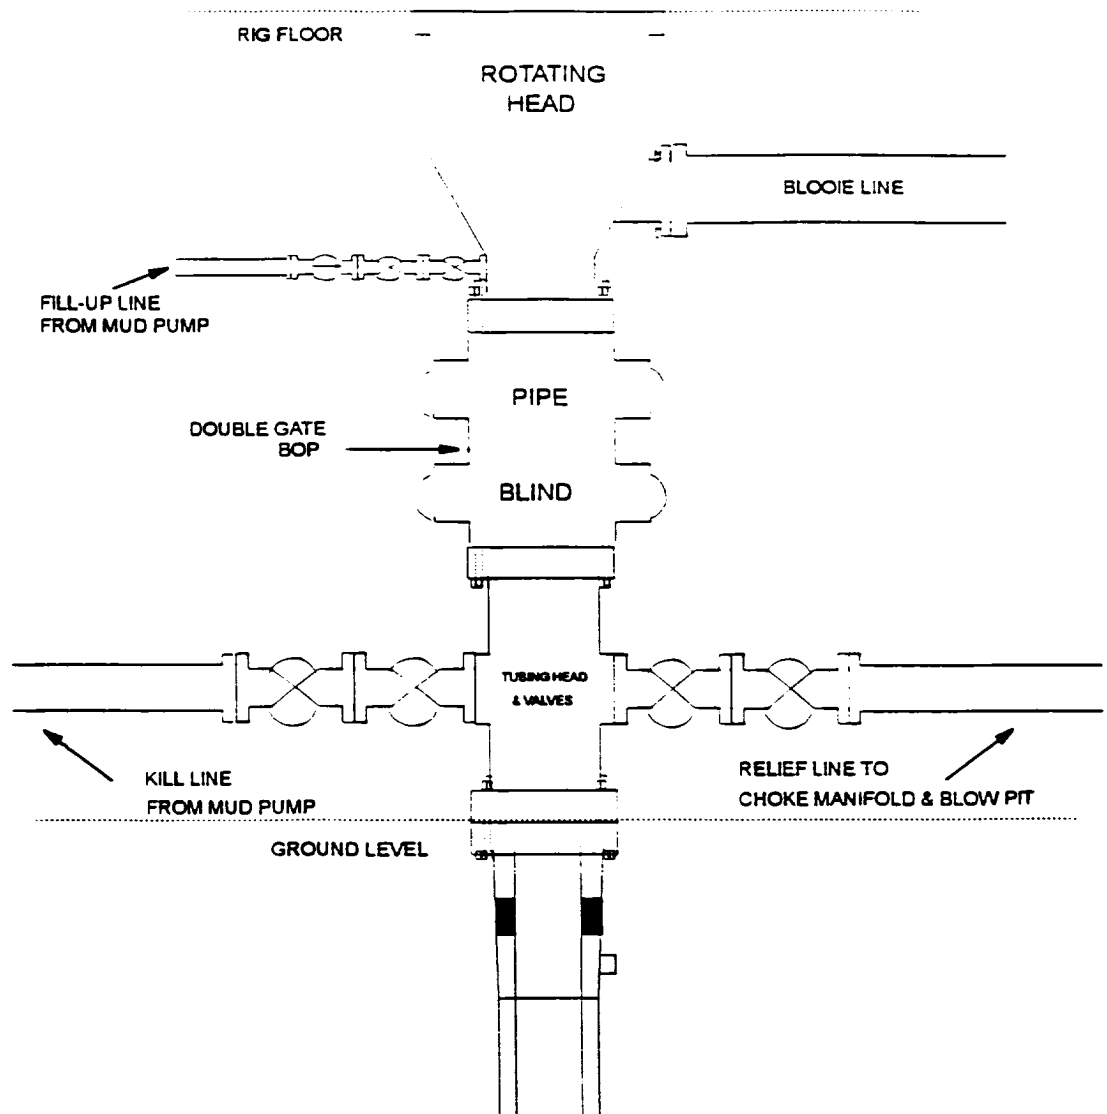 RIG FLOOR
ROTATING
HEAD
BLOOIE LINE
FILL-UP LINE
FROM MUD PUMP
PIPE
DOUBLE GATE
BOP
BLIND
TUBING HEAD
& VALVES
KILL LINE
FROM MUD PUMP
RELIEF LINE TO
CHOKE MANIFOLD & BLOW PIT
GROUND LEVEL